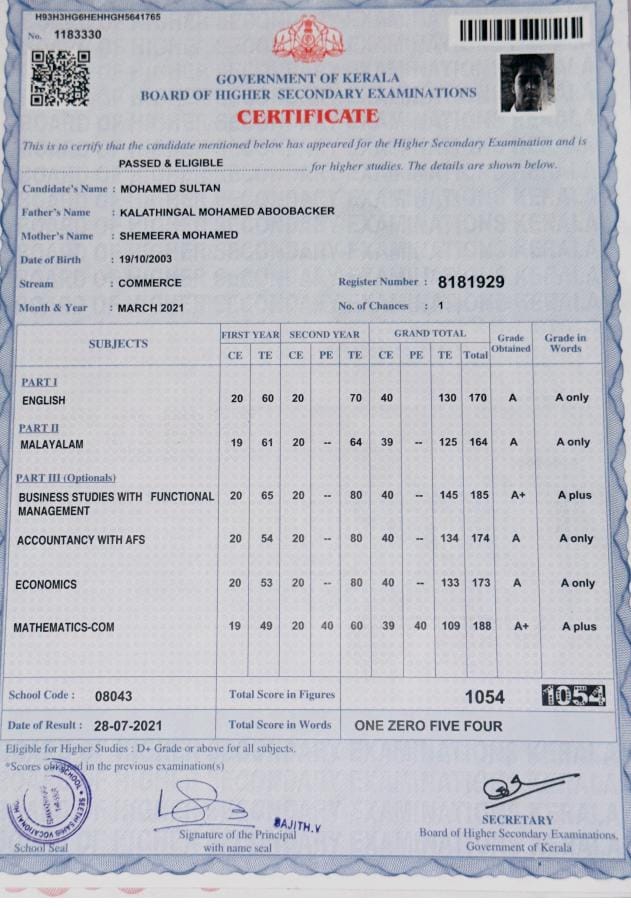 H93H3HG6HEHHGH5641765
No. 1183330
GOVERNMENT OF KERALA
BOARD OF HIGHER SECONDARY EXAMINATIONS
CERTIFICATE
This is to certify that the candidate mentioned below has appeared for the Higher Secondary Examination and is
PASSED & ELIGIBLE for higher studies. The details are shown below.
Candidate's Name : MOHAMED SULTAN
Father's Name : KALATHINGAL MOHAMED ABOOBACKER
Mother's Name : SHEMEERA MOHAMED
Date of Birth : 19/10/2003
Stream : COMMERCE Register Number : 8181929
Month & Year : MARCH 2021 No. of Chances : 1
SUBJECTS FIRST YEAR SECOND YEAR GRAND TOTAL Grade Obtained Grade in Words
CE TE CE PE TE CE PE TE Total
PART I
ENGLISH 20 60 20 70 40 130 170 A A only
PART II
MALAYALAM 19 61 20 -- 64 39 -- 125 164 A A only
PART III (Optionals)
BUSINESS STUDIES WITH FUNCTIONAL 20 65 20 -- 80 40 -- 145 185 A+ A plus
MANAGEMENT
ACCOUNTANCY WITH AFS 20 54 20 -- 80 40 -- 134 174 A A only
ECONOMICS 20 53 20 -- 80 40 -- 133 173 A A only
MATHEMATICS-COM 19 49 20 40 60 39 40 109 188 A+ A plus
School Code : 08043 Total Score in Figures 1054 1054
Date of Result : 28-07-2021 Total Score in Words ONE ZERO FIVE FOUR
Eligible for Higher Studies : D+ Grade or above for all subjects.
*Scores obtained in the previous examination(s)
SAJITH.V
Signature of the Principal
with name seal
School Seal
SECRETARY
Board of Higher Secondary Examinations,
Government of Kerala